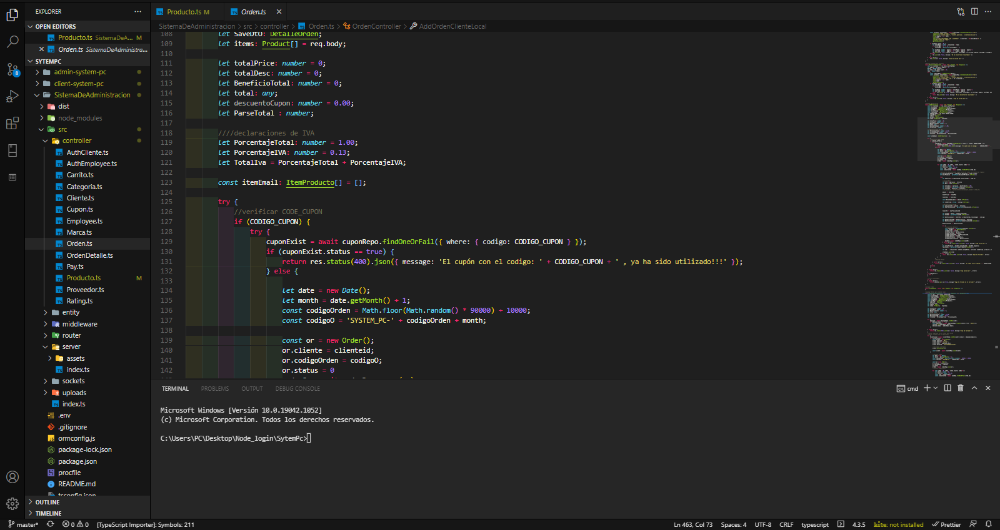 EXPLORER
OPEN EDITORS
Producto.ts SistemaDeA... M
Orden.ts SistemaDeAdministra...
SYTEMPC
admin-system-pc
client-system-pc
SistemaDeAdministracion
dist
node_modules
src
controller
AuthCliente.ts
AuthEmployee.ts
Carrito.ts
Categoria.ts
Cliente.ts
Cupon.ts
Employee.ts
Marca.ts
Orden.ts
OrdenDetalle.ts
Pay.ts
Producto.ts M
Proveedor.ts
Rating.ts
entity
middleware
router
server
assets
index.ts
sockets
uploads
index.ts
.env
.gitignore
ormconfig.js
package-lock.json
package.json
procfile
README.md
tsconfig.json
OUTLINE
TIMELINE
8
Producto.ts M
Orden.ts
SistemaDeAdministracion > src > controller > Orden.ts > OrdenController > AddOrdenClienteLocal
108 let SaveDtO: DetalleOrden;
109 let items: Product[] = req.body;
110
111 let totalPrice: number = 0;
112 let totalDesc: number = 0;
113 let BeneficioTotal: number = 0;
114 let total: any;
115 let descuentoCupon: number = 0.00;
116 let ParseTotal : number;
117
118 ////declaraciones de IVA
119 let PorcentajeTotal: number = 1.00;
120 let PorcentajeIVA: number = 0.13;
121 let TotalIva = PorcentajeTotal + PorcentajeIVA;
122
123 const itemEmail: ItemProducto[] = [];
124
125 try {
126 //verificar CODE_CUPON
127 if (CODIGO_CUPON) {
128 try {
129 cuponExist = await cuponRepo.findOneOrFail({ where: { codigo: CODIGO_CUPON } });
130 if (cuponExist.status == true) {
131 return res.status(400).json({ message: 'El cupón con el codigo: ' + CODIGO_CUPON + ' , ya ha sido utilizado!!!' });
132 } else {
133
134 let date = new Date();
135 let month = date.getMonth() + 1;
136 const codigoOrden = Math.floor(Math.random() * 90000) + 10000;
137 const codigoO = 'SYSTEM_PC-' + codigoOrden + month;
138
139 const or = new Order();
140 or.cliente = clienteid;
141 or.codigoOrden = codigoO;
142 or.status = 0
TERMINAL PROBLEMS OUTPUT DEBUG CONSOLE
cmd
Microsoft Windows [Versión 10.0.19042.1052]
(c) Microsoft Corporation. Todos los derechos reservados.
C:\Users\PC\Desktop\Node_login\SytemPc>
master* 0 0 [TypeScript Importer]: Symbols: 211
Ln 463, Col 73 Spaces: 4 UTF-8 CRLF typescript 4.3.5 kite: not installed Prettier